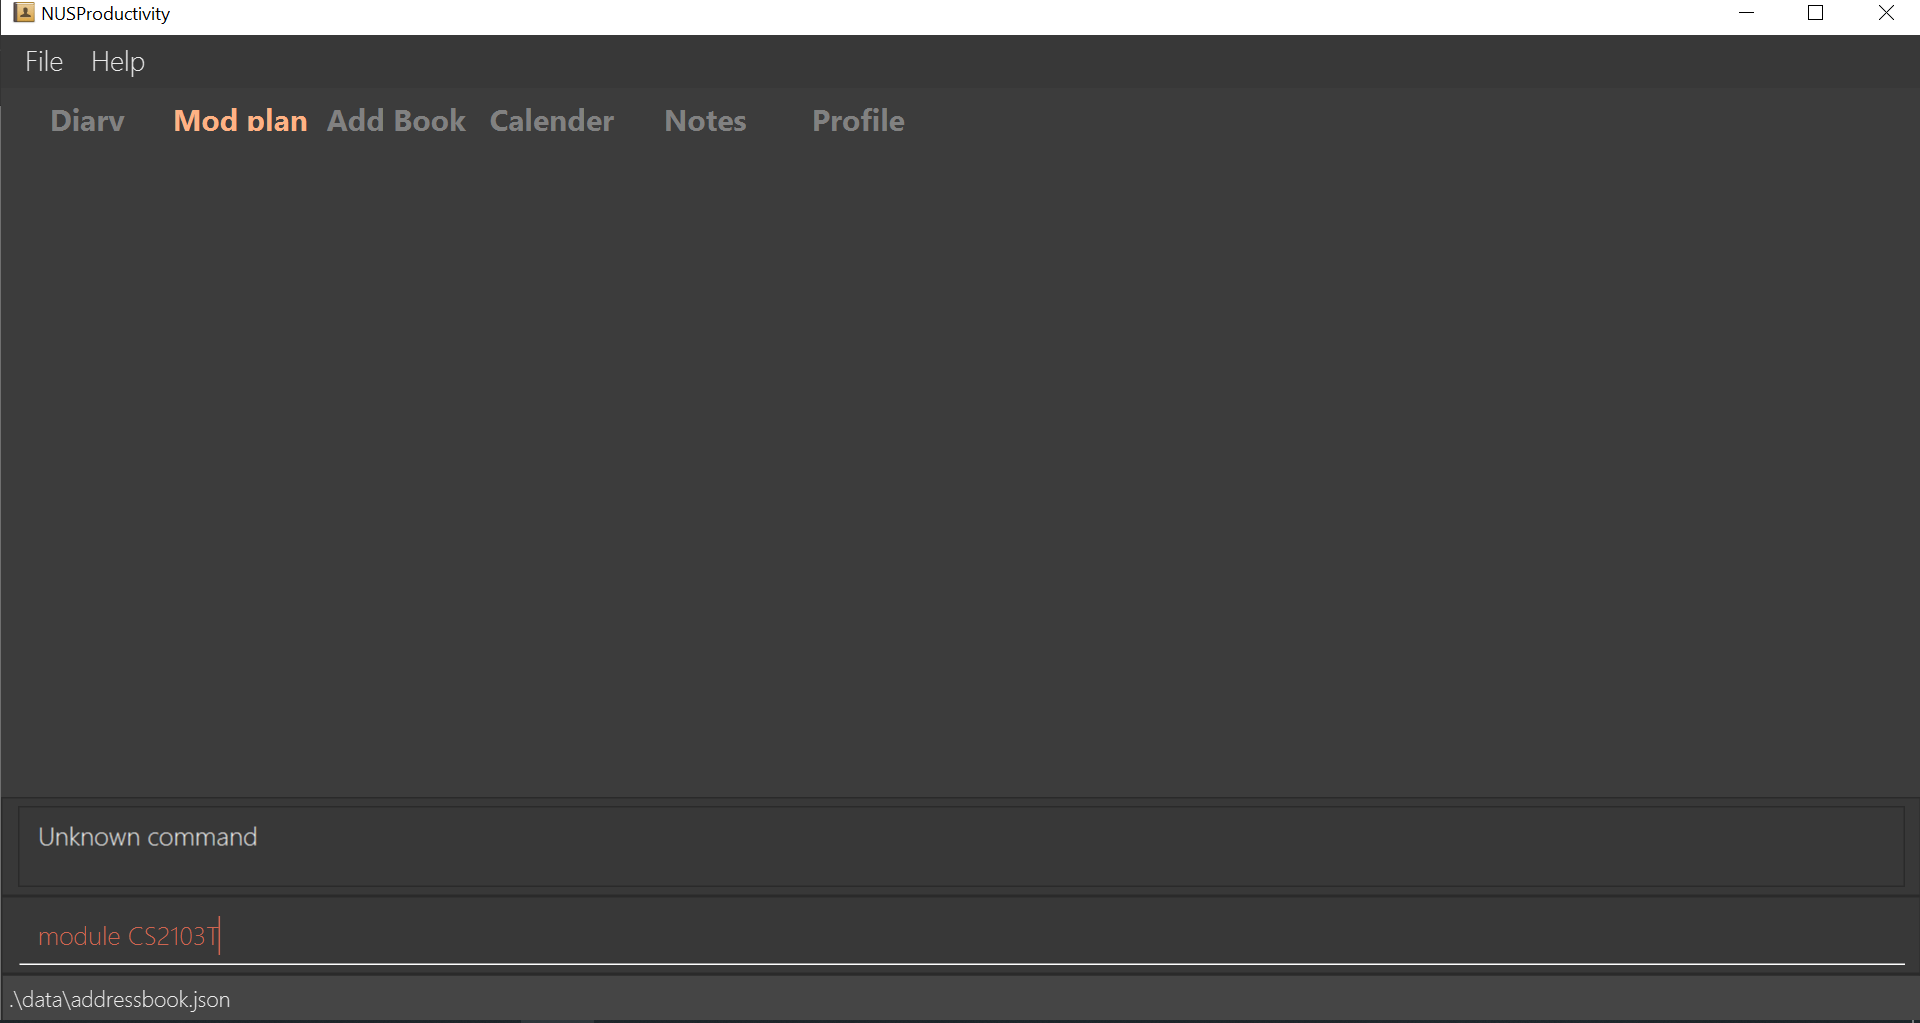 NUSProductivity
File Help
Diary Mod plan Add Book Calender Notes Profile
Unknown command
module CS2103T
.\data\addressbook.json